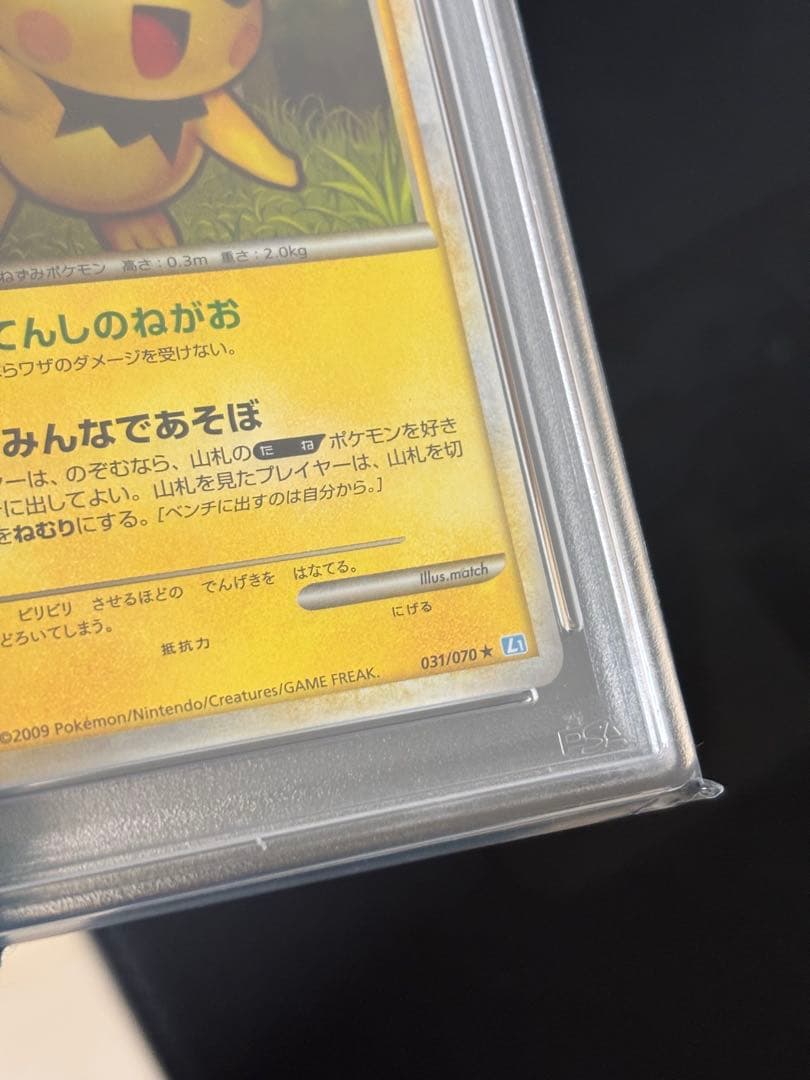 ねずみポケモン 高さ:0.3m 重さ:2.0kg
てんしのねがお
らワザのダメージを受けない。
みんなであそぼ
ーは、のぞむなら、山札の たね ポケモンを好き
に出してよい。山札を見たプレイヤーは、山札を切
をねむりにする。[ベンチに出すのは自分から。]
ピリピリ させるほどの でんげきを はなてる。
どろいてしまう。
Illus.match
抵抗力
にげる
031/070 ★ L1
©2009 Pokémon/Nintendo/Creatures/GAME FREAK.
PSA